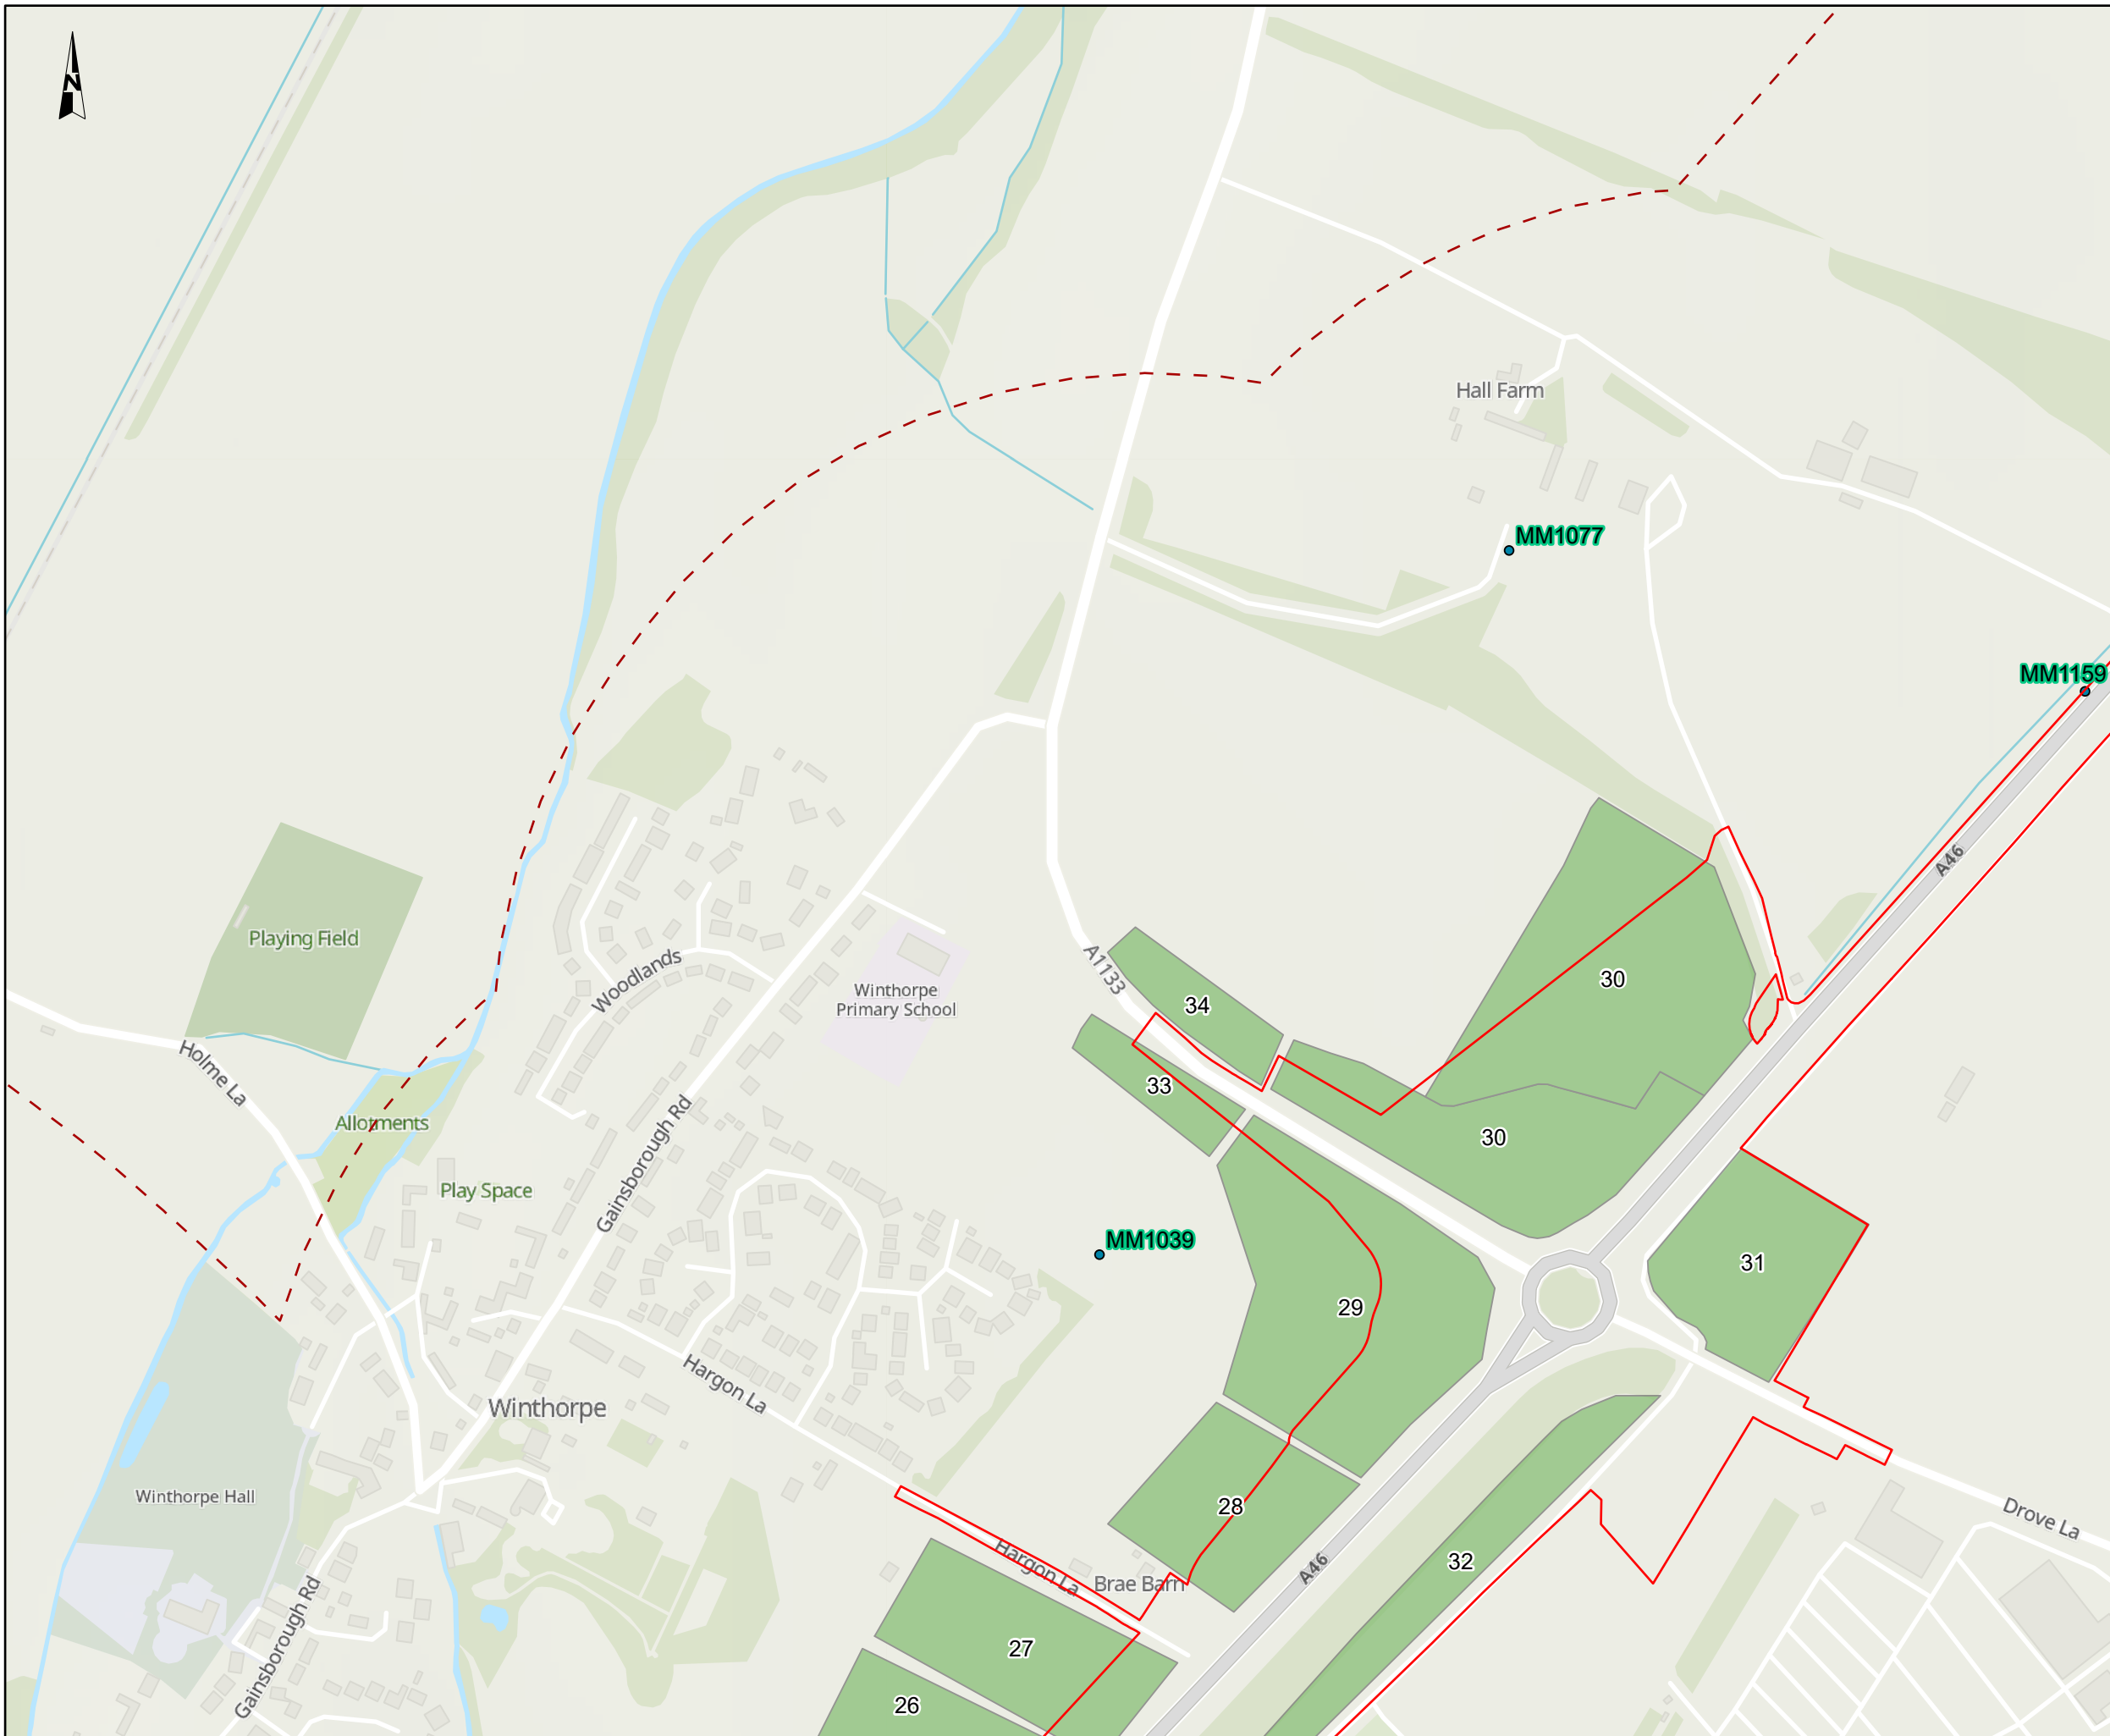 N
Hall Farm
MM1077
MM1159
A46
Playing Field
Woodlands
Winthorpe
Primary School
A1133
34
30
33
30
Holme La
Allotments
Play Space
Gainsborough Rd
MM1039
31
29
Hargon La
Winthorpe
Winthorpe Hall
28
Drove La
Hargon La
Brae Barn
A46
32
Gainsborough Rd
27
26